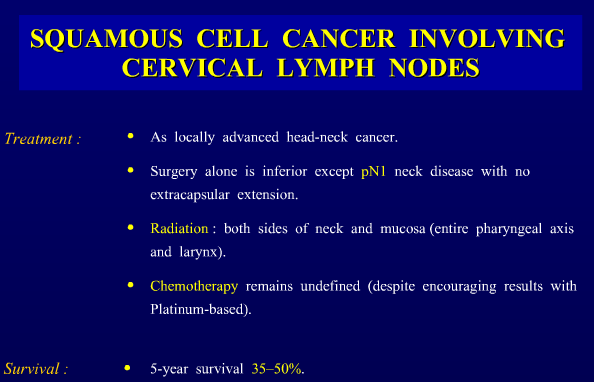 SQUAMOUS CELL CANCER INVOLVING
CERVICAL LYMPH NODES
Treatment :
• As locally advanced head-neck cancer.
• Surgery alone is inferior except pN1 neck disease with no
extracapsular extension.
• Radiation : both sides of neck and mucosa (entire pharyngeal axis
and larynx).
• Chemotherapy remains undefined (despite encouraging results with
Platinum-based).
Survival :
• 5-year survival 35–50%.